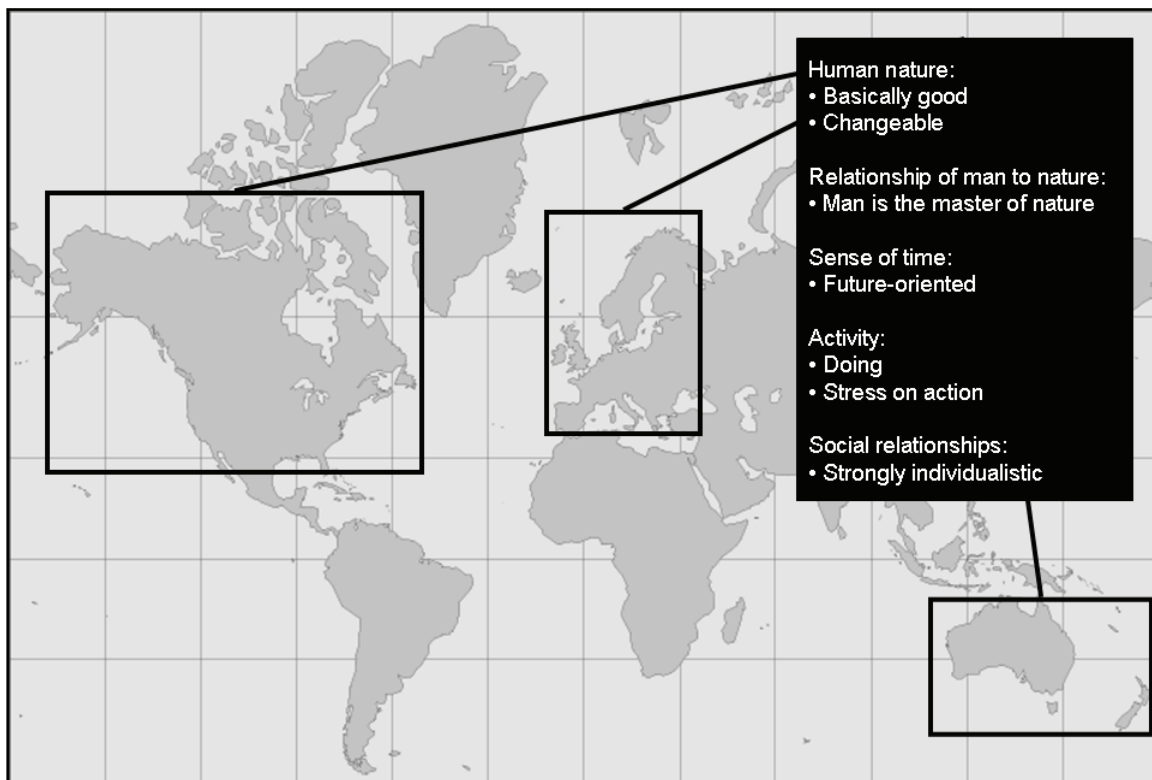 Human nature:
• Basically good
• Changeable
Relationship of man to nature:
• Man is the master of nature
Sense of time:
• Future-oriented
Activity:
• Doing
• Stress on action
Social relationships:
• Strongly individualistic